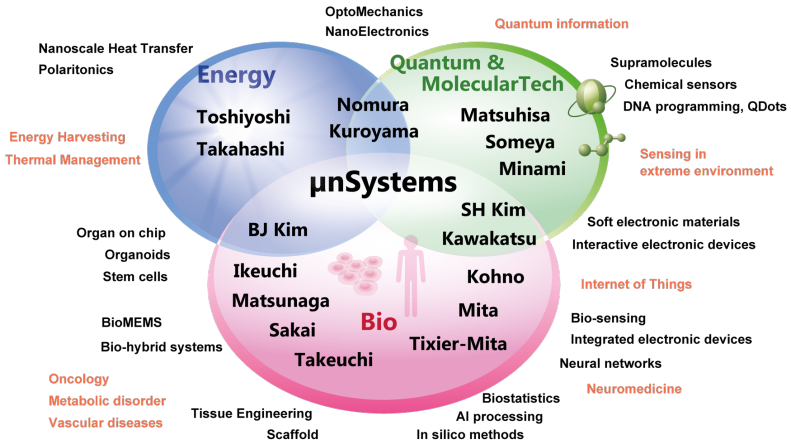 OptoMechanics
NanoElectronics
Quantum information
Nanoscale Heat Transfer
Polaritonics
Energy
Quantum &
MolecularTech
Supramolecules
Chemical sensors
DNA programming, QDots
Toshiyoshi
Takahashi
Nomura
Kuroyama
Matsuhisa
Someya
Minami
Energy Harvesting
Thermal Management
Sensing in
extreme environment
µnSystems
BJ Kim
SH Kim
Kawakatsu
Organ on chip
Organoids
Stem cells
Soft electronic materials
Interactive electronic devices
Ikeuchi
Matsunaga
Sakai
Takeuchi
Bio
Kohno
Mita
Tixier-Mita
Internet of Things
BioMEMS
Bio-hybrid systems
Bio-sensing
Integrated electronic devices
Neural networks
Oncology
Metabolic disorder
Vascular diseases
Neuromedicine
Tissue Engineering
Scaffold
Biostatistics
AI processing
In silico methods